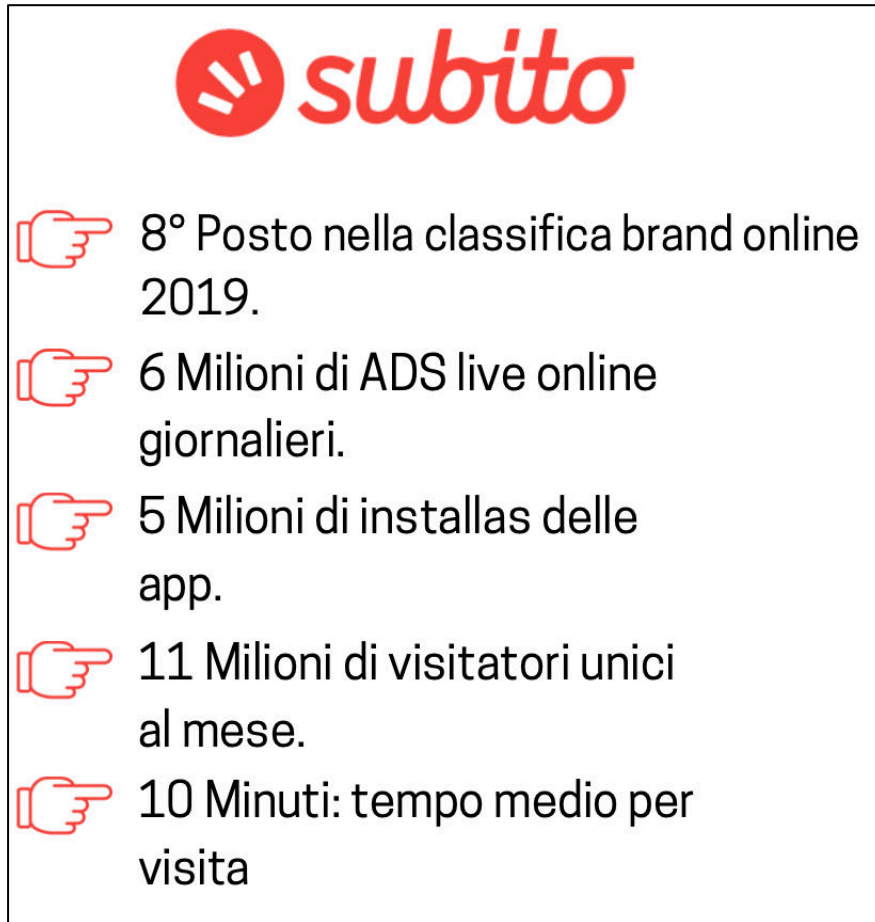 subito
8° Posto nella classifica brand online
2019.
6 Milioni di ADS live online
giornalieri.
5 Milioni di installas delle
app.
11 Milioni di visitatori unici
al mese.
10 Minuti: tempo medio per
visita